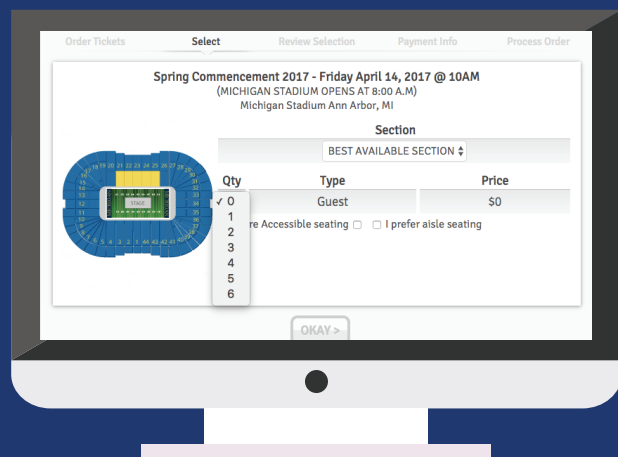 Order Tickets Select Review Selection Payment Info Process Order
Spring Commencement 2017 - Friday April 14, 2017 @ 10AM
(MICHIGAN STADIUM OPENS AT 8:00 A.M)
Michigan Stadium Ann Arbor, MI
Section
BEST AVAILABLE SECTION
Qty Type Price
✓ 0 Guest $0
1
re Accessible seating I prefer aisle seating
2
3
4
5
6
STAGE
OKAY >